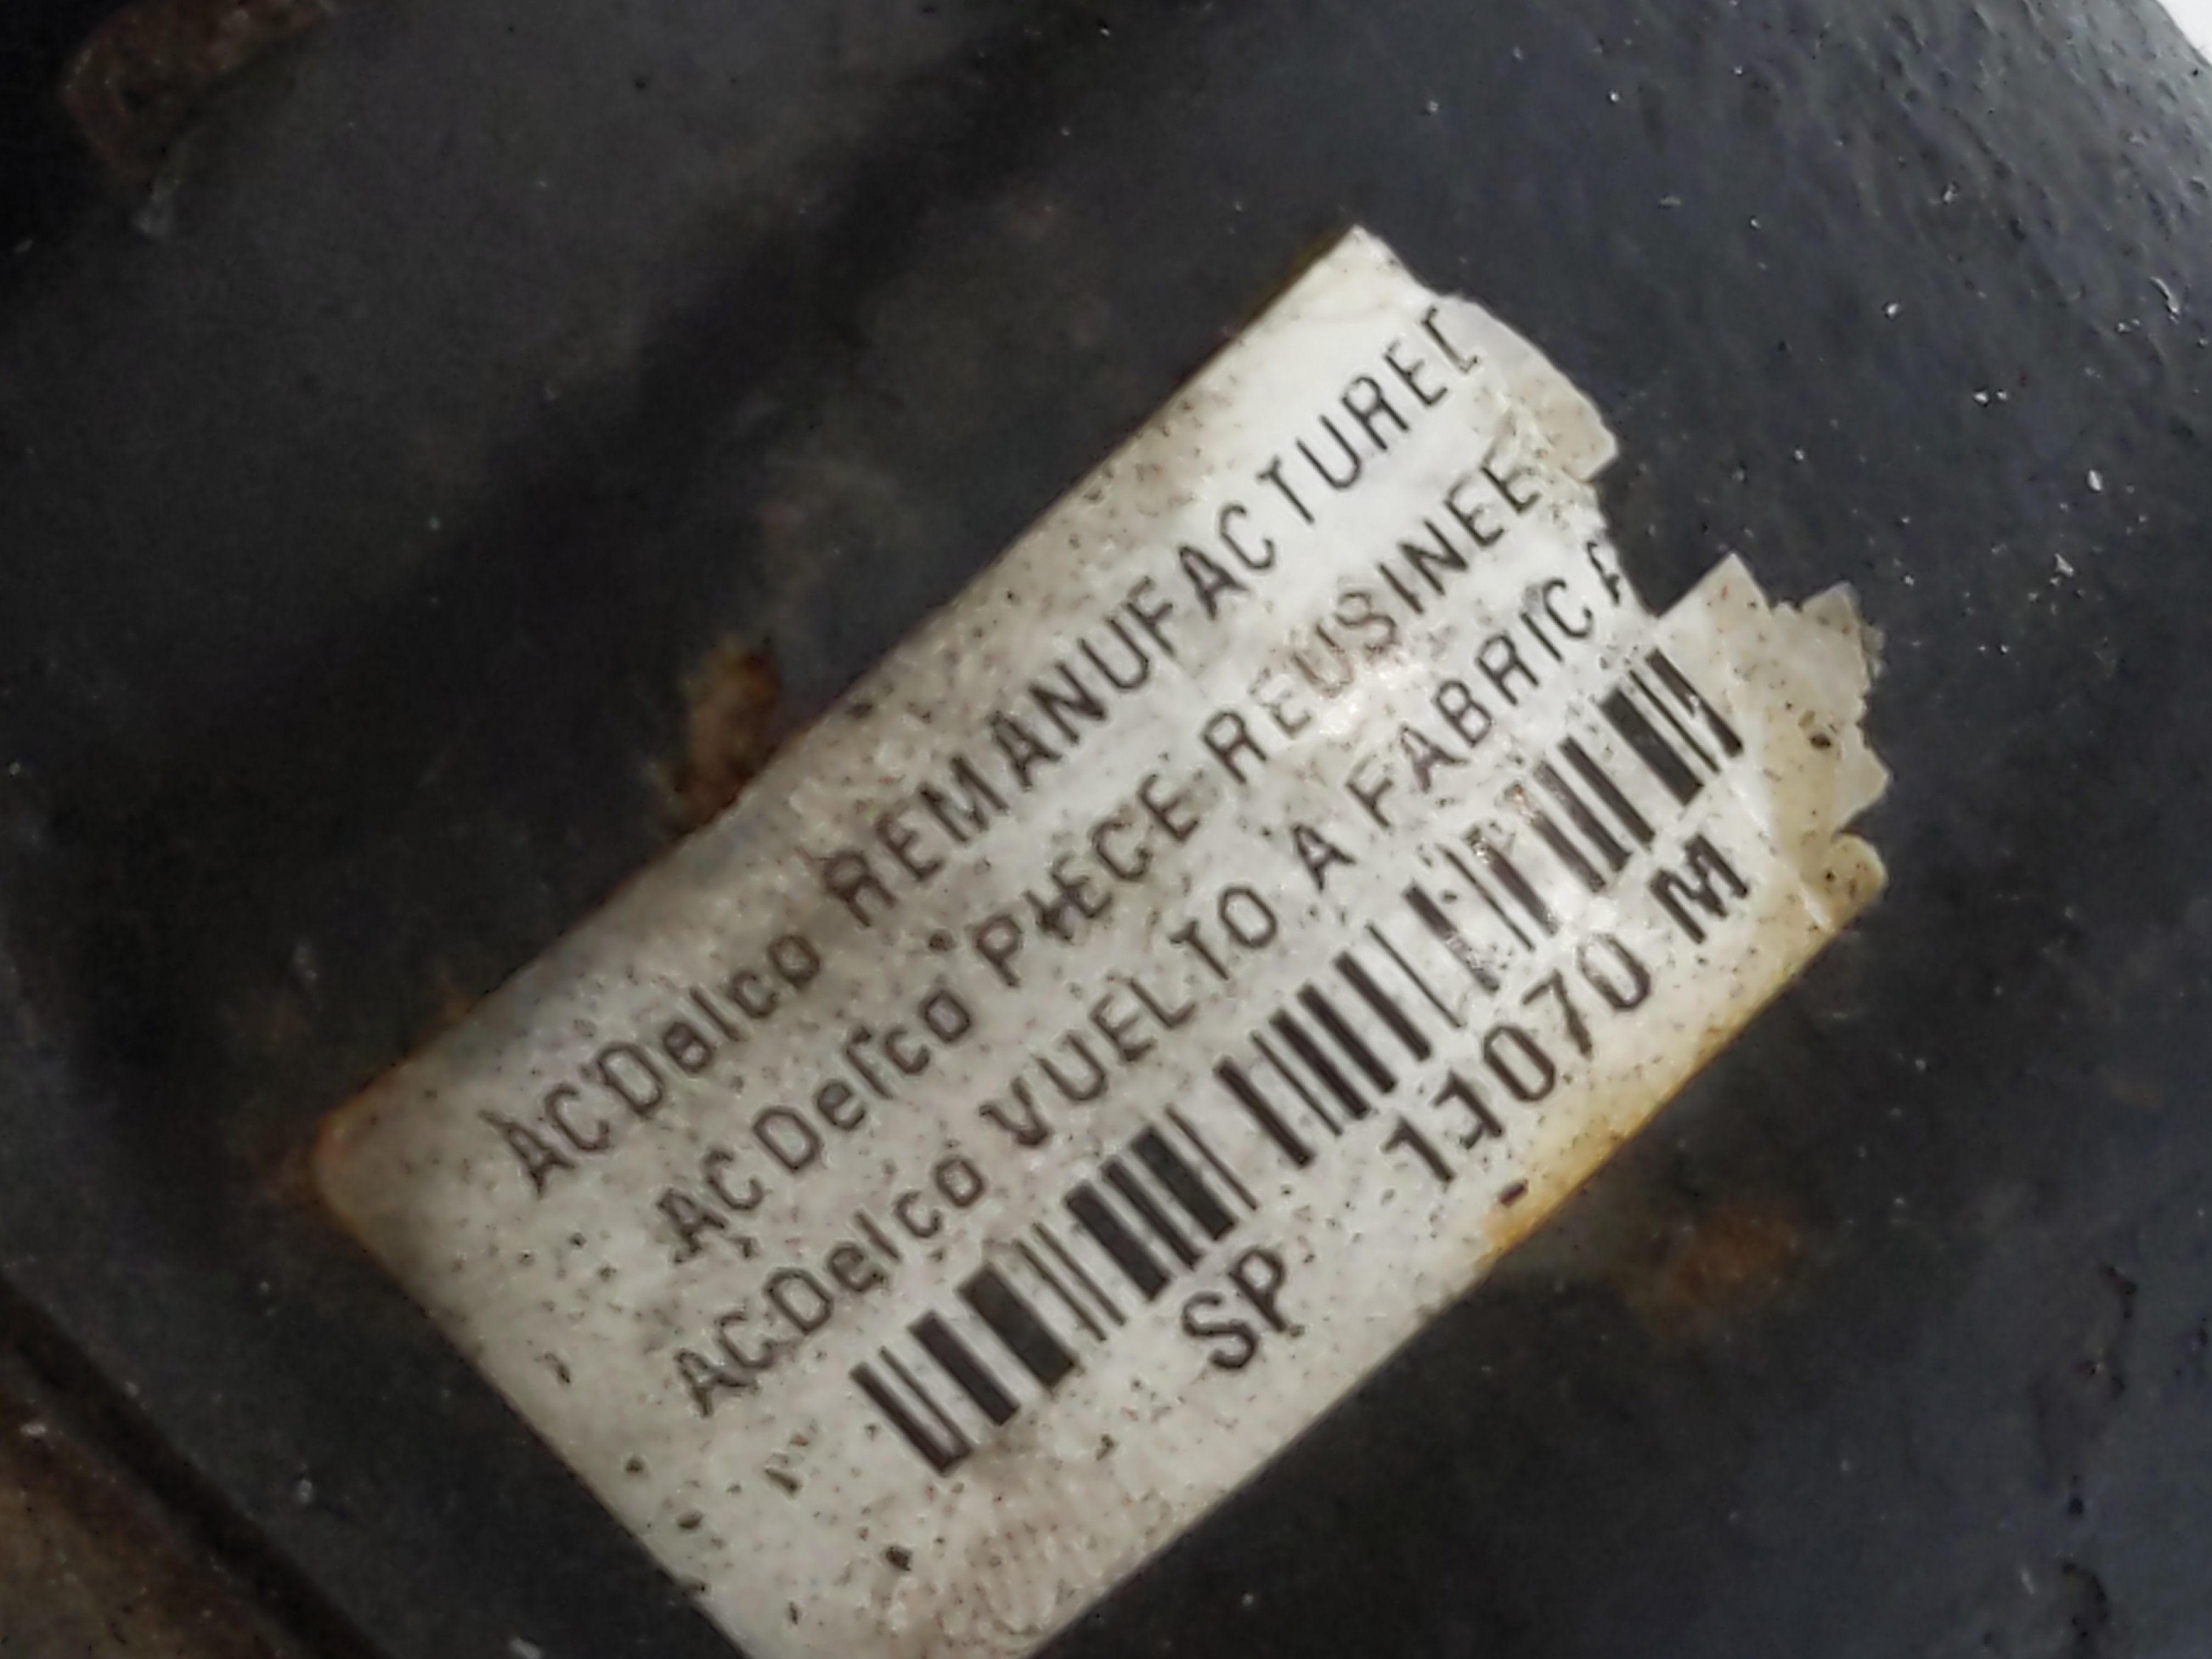 ACDelco REMANUFACTURED
ACDelco PIECE REUSINEE
ACDelco VUELTO A FABRICA
SP 11070 M